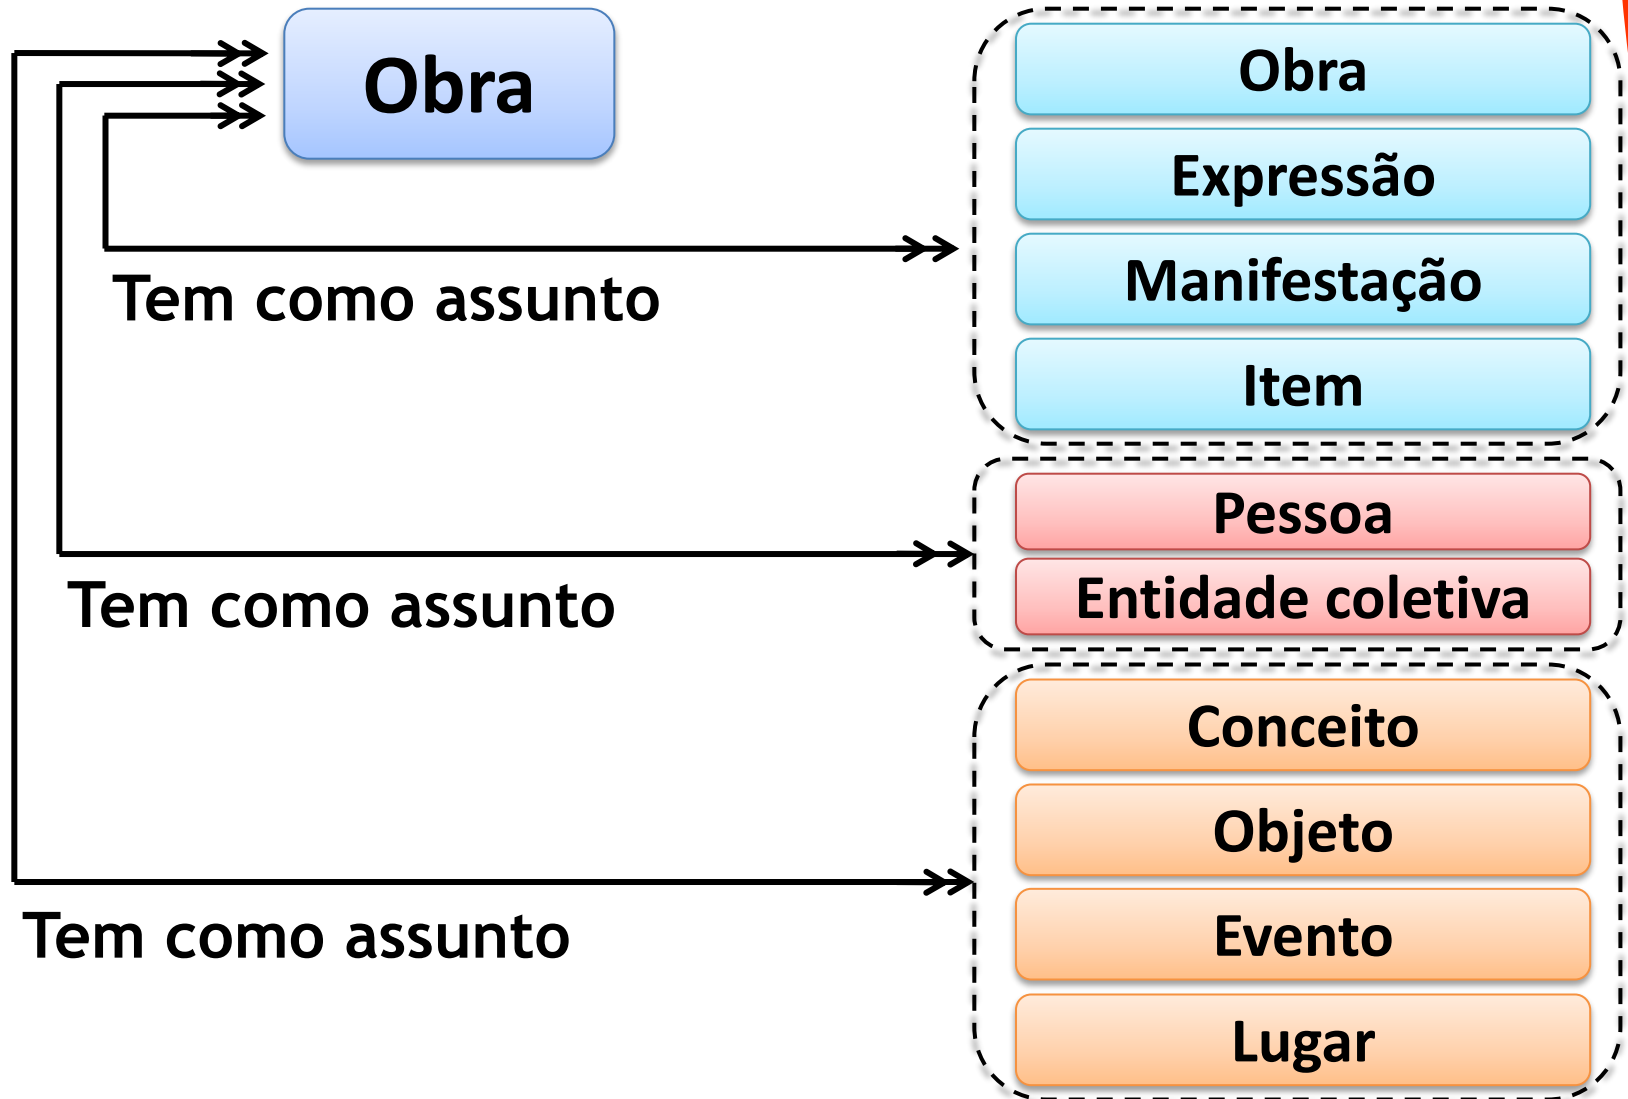 Obra
Tem como assunto
Tem como assunto
Tem como assunto
Obra
Expressão
Manifestação
Item
Pessoa
Entidade coletiva
Conceito
Objeto
Evento
Lugar